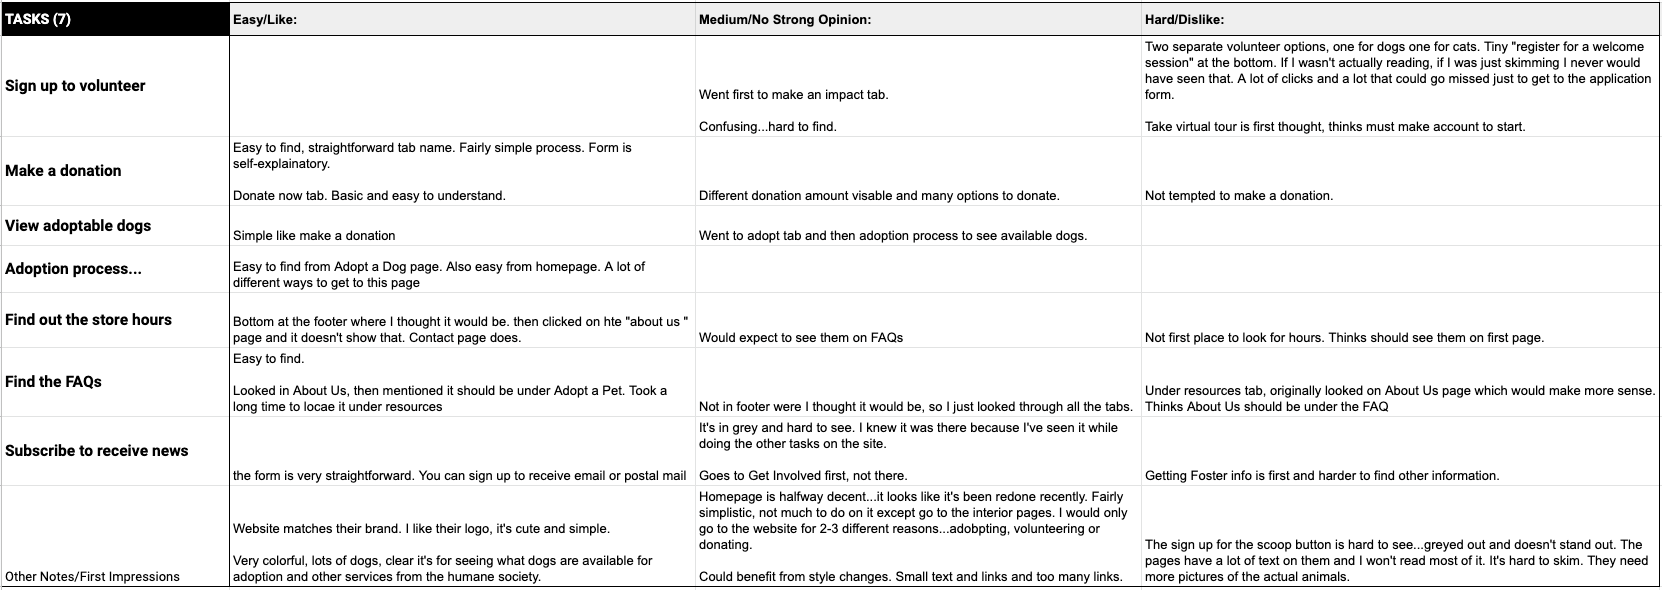 TASKS (7)
Easy/Like:
Medium/No Strong Opinion:
Hard/Dislike:
Sign up to volunteer
Went first to make an impact tab.
Confusing...hard to find.
Two separate volunteer options, one for dogs one for cats. Tiny "register for a welcome
session" at the bottom. If I wasn't actually reading, if I was just skimming I never would
have seen that. A lot of clicks and a lot that could go missed just to get to the application
form.
Take virtual tour is first thought, thinks must make account to start.
Make a donation
Easy to find, straightforward tab name. Fairly simple process. Form is
self-explainatory.
Donate now tab. Basic and easy to understand.
Different donation amount visable and many options to donate.
Not tempted to make a donation.
View adoptable dogs
Simple like make a donation
Went to adopt tab and then adoption process to see available dogs.
Adoption process...
Easy to find from Adopt a Dog page. Also easy from homepage. A lot of
different ways to get to this page
Find out the store hours
Bottom at the footer where I thought it would be. then clicked on hte "about us "
page and it doesn't show that. Contact page does.
Would expect to see them on FAQs
Not first place to look for hours. Thinks should see them on first page.
Find the FAQs
Easy to find.
Looked in About Us, then mentioned it should be under Adopt a Pet. Took a
long time to locae it under resources
Not in footer were I thought it would be, so I just looked through all the tabs.
Under resources tab, originally looked on About Us page which would make more sense.
Thinks About Us should be under the FAQ
Subscribe to receive news
the form is very straightforward. You can sign up to receive email or postal mail
It's in grey and hard to see. I knew it was there because I've seen it while
doing the other tasks on the site.
Goes to Get Involved first, not there.
Getting Foster info is first and harder to find other information.
Other Notes/First Impressions
Website matches their brand. I like their logo, it's cute and simple.
Very colorful, lots of dogs, clear it's for seeing what dogs are available for
adoption and other services from the humane society.
Homepage is halfway decent...it looks like it's been redone recently. Fairly
simplistic, not much to do on it except go to the interior pages. I would only
go to the website for 2-3 different reasons...adobpting, volunteering or
donating.
Could benefit from style changes. Small text and links and too many links.
The sign up for the scoop button is hard to see...greyed out and doesn't stand out. The
pages have a lot of text on them and I won't read most of it. It's hard to skim. They need
more pictures of the actual animals.